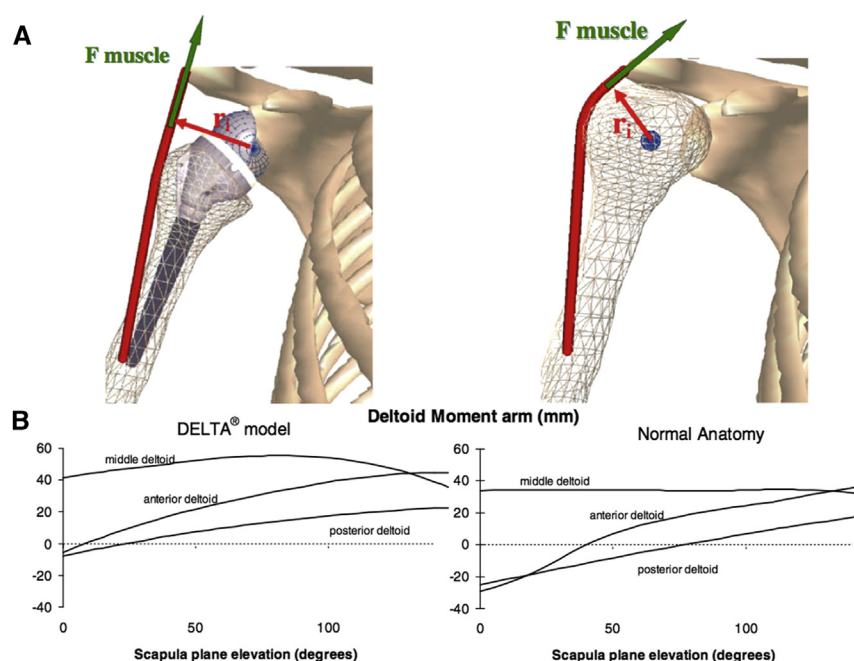 A
F muscle
r i
F muscle
r i
B
Deltoid Moment arm (mm)
DELTA® model
Normal Anatomy
60
40
20
0
-20
-40
middle deltoid
anterior deltoid
posterior deltoid
0
50
100
Scapula plane elevation (degrees)
60
40
20
0
-20
-40
middle deltoid
anterior deltoid
posterior deltoid
0
50
100
Scapula plane elevation (degrees)